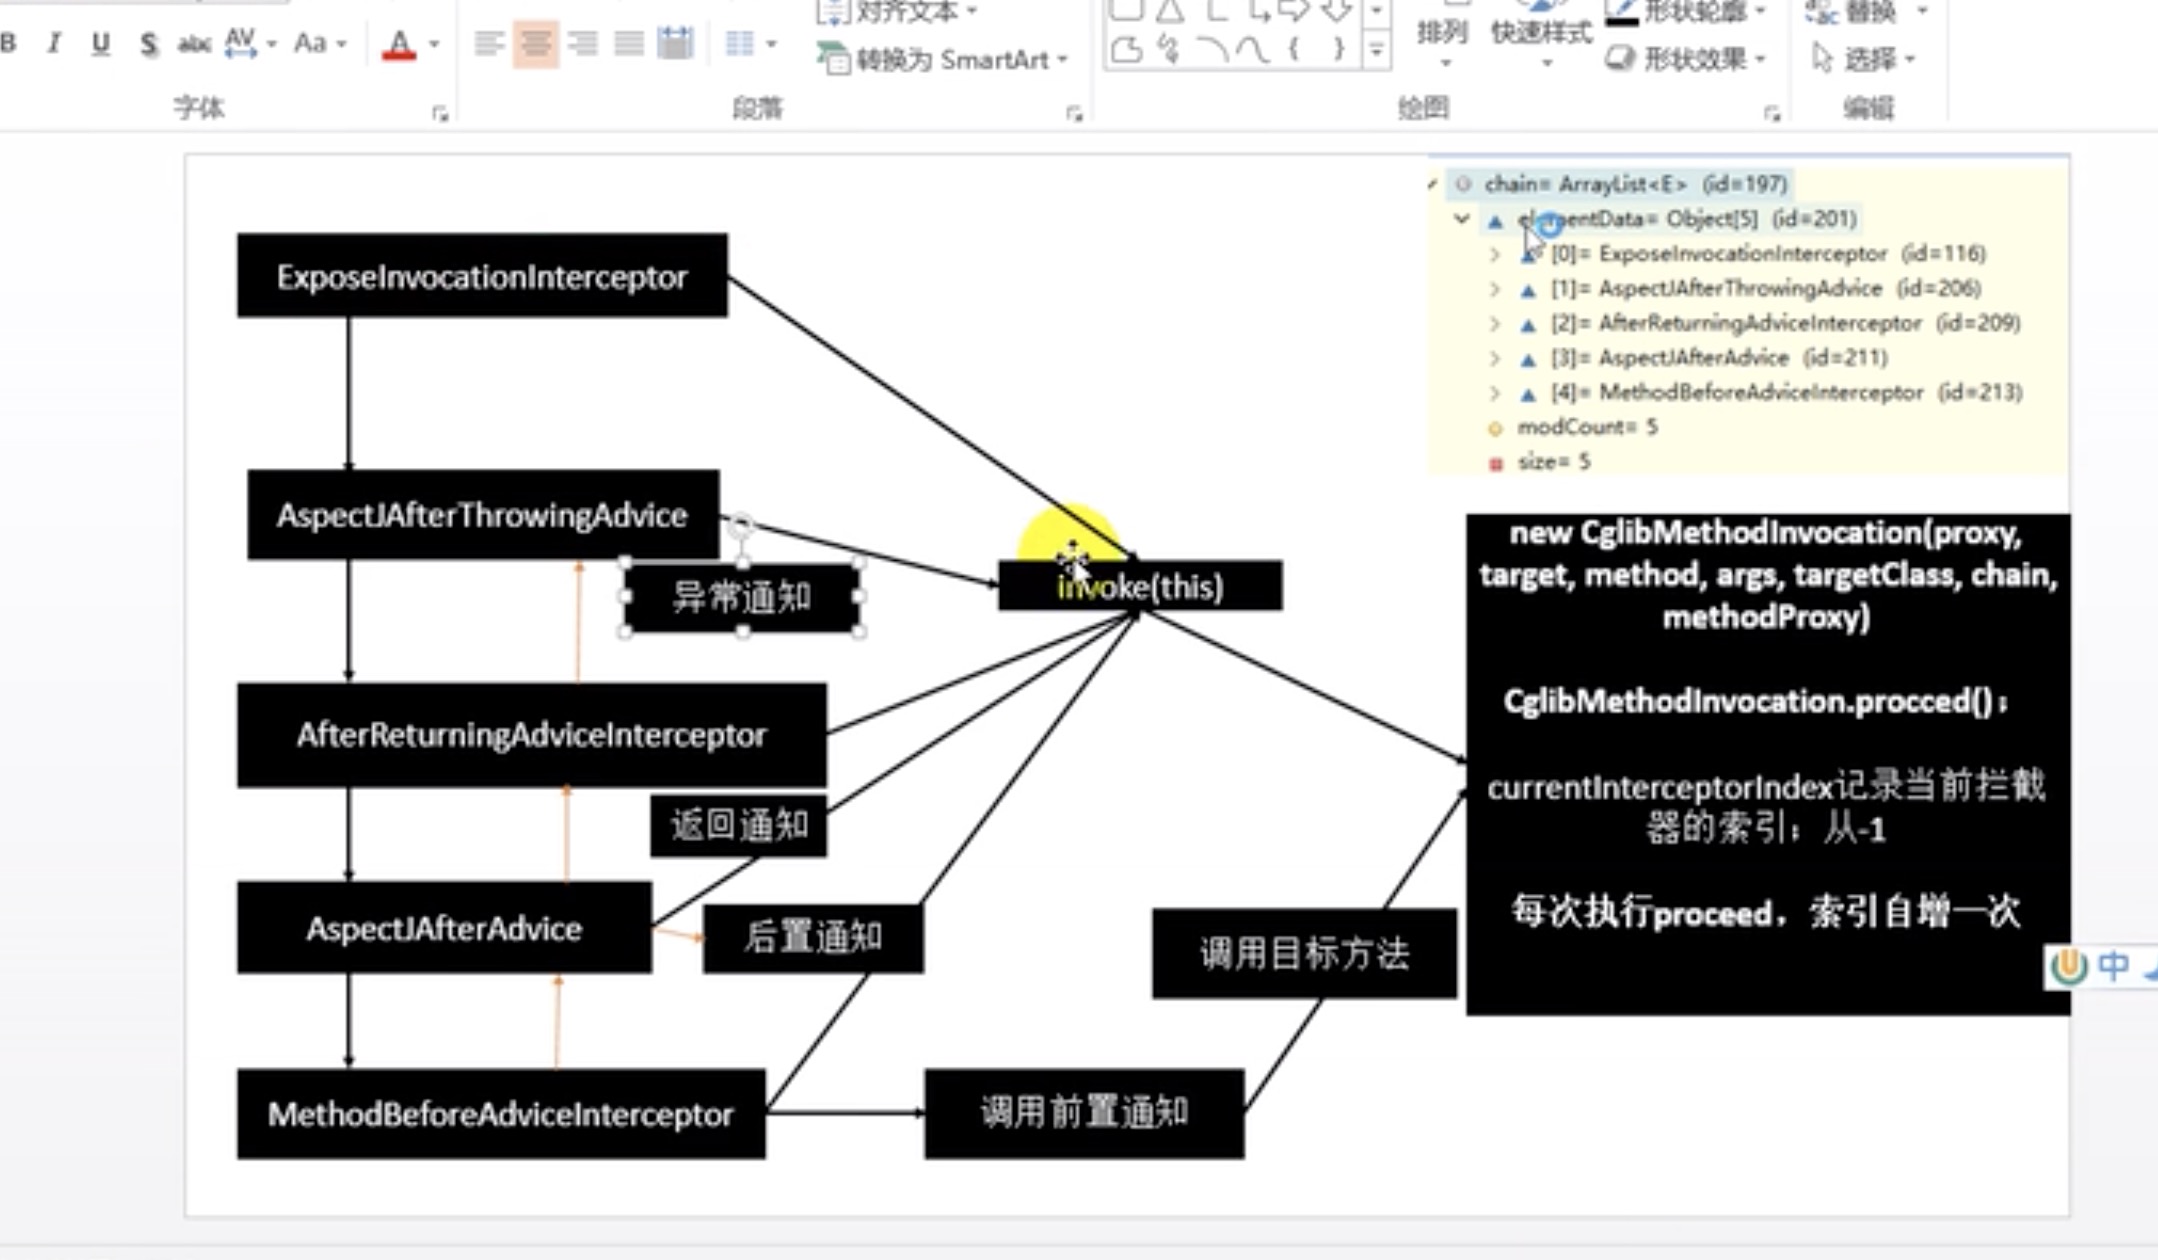 B I U S abc AV Aa A
对齐文本
转换为 SmartArt
排列
快速样式
形状轮廓
形状效果
替换
选择
字体
段落
绘图
编辑
chain= ArrayList<E> (id=197)
elementData= Object[5] (id=201)
[0]= ExposeInvocationInterceptor (id=116)
[1]= AspectJAfterThrowingAdvice (id=206)
[2]= AfterReturningAdviceInterceptor (id=209)
[3]= AspectJAfterAdvice (id=211)
[4]= MethodBeforeAdviceInterceptor (id=213)
modCount= 5
size= 5
ExposeInvocationInterceptor
AspectJAfterThrowingAdvice
异常通知
invoke(this)
AfterReturningAdviceInterceptor
返回通知
AspectJAfterAdvice
后置通知
MethodBeforeAdviceInterceptor
调用前置通知
调用目标方法
new CglibMethodInvocation(proxy,
target, method, args, targetClass, chain,
methodProxy)
CglibMethodInvocation.procced();
currentInterceptorIndex记录当前拦截
器的索引；从-1
每次执行proceed，索引自增一次
中